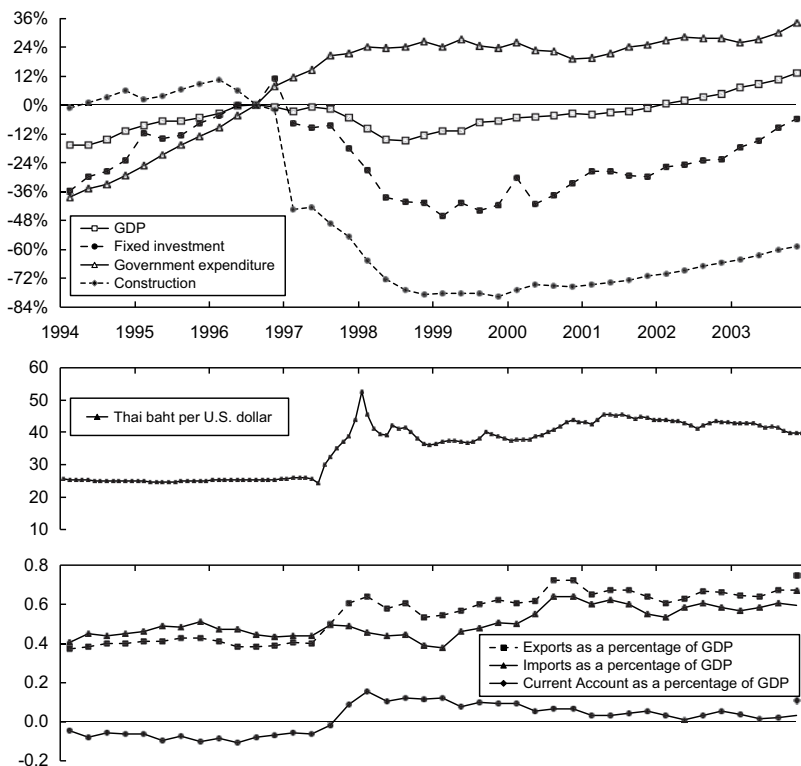 36%
24%
12%
0%
-12%
-24%
-36%
-48%
-60%
-72%
-84%
GDP
Fixed investment
Government expenditure
Construction
1994 1995 1996 1997 1998 1999 2000 2001 2002 2003
60
50
40
30
20
10
Thai baht per U.S. dollar
0.8
0.6
0.4
0.2
0.0
-0.2
Exports as a percentage of GDP
Imports as a percentage of GDP
Current Account as a percentage of GDP